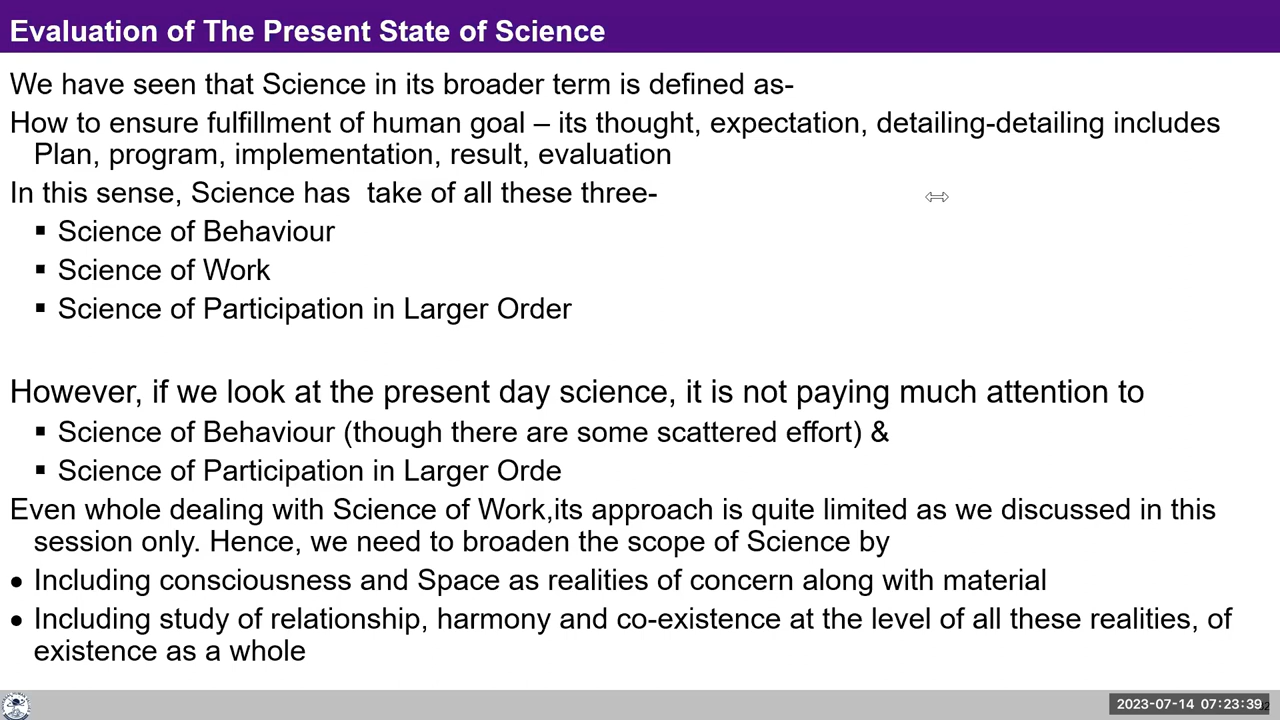 Evaluation of The Present State of Science
We have seen that Science in its broader term is defined as-
How to ensure fulfillment of human goal – its thought, expectation, detailing-detailing includes
Plan, program, implementation, result, evaluation
In this sense, Science has  take of all these three-
▪ Science of Behaviour
▪ Science of Work
▪ Science of Participation in Larger Order
However, if we look at the present day science, it is not paying much attention to
▪ Science of Behaviour (though there are some scattered effort) &
▪ Science of Participation in Larger Orde
Even whole dealing with Science of Work,its approach is quite limited as we discussed in this
session only. Hence, we need to broaden the scope of Science by
• Including consciousness and Space as realities of concern along with material
• Including study of relationship, harmony and co-existence at the level of all these realities, of
existence as a whole
2023-07-14 07:23:39